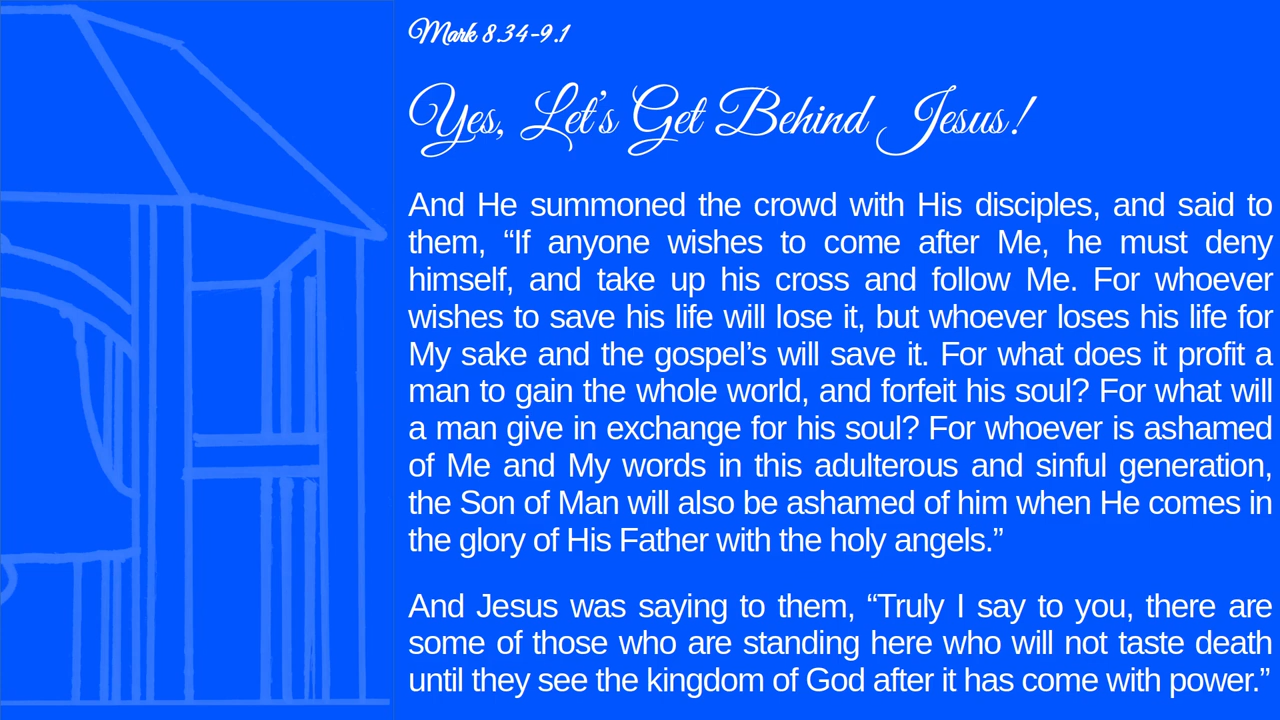 Mark 8.34-9.1
Yes, Let's Get Behind Jesus!
And He summoned the crowd with His disciples, and said to
them, “If anyone wishes to come after Me, he must deny
himself, and take up his cross and follow Me. For whoever
wishes to save his life will lose it, but whoever loses his life for
My sake and the gospel’s will save it. For what does it profit a
man to gain the whole world, and forfeit his soul? For what will
a man give in exchange for his soul? For whoever is ashamed
of Me and My words in this adulterous and sinful generation,
the Son of Man will also be ashamed of him when He comes in
the glory of His Father with the holy angels.”
And Jesus was saying to them, “Truly I say to you, there are
some of those who are standing here who will not taste death
until they see the kingdom of God after it has come with power.”